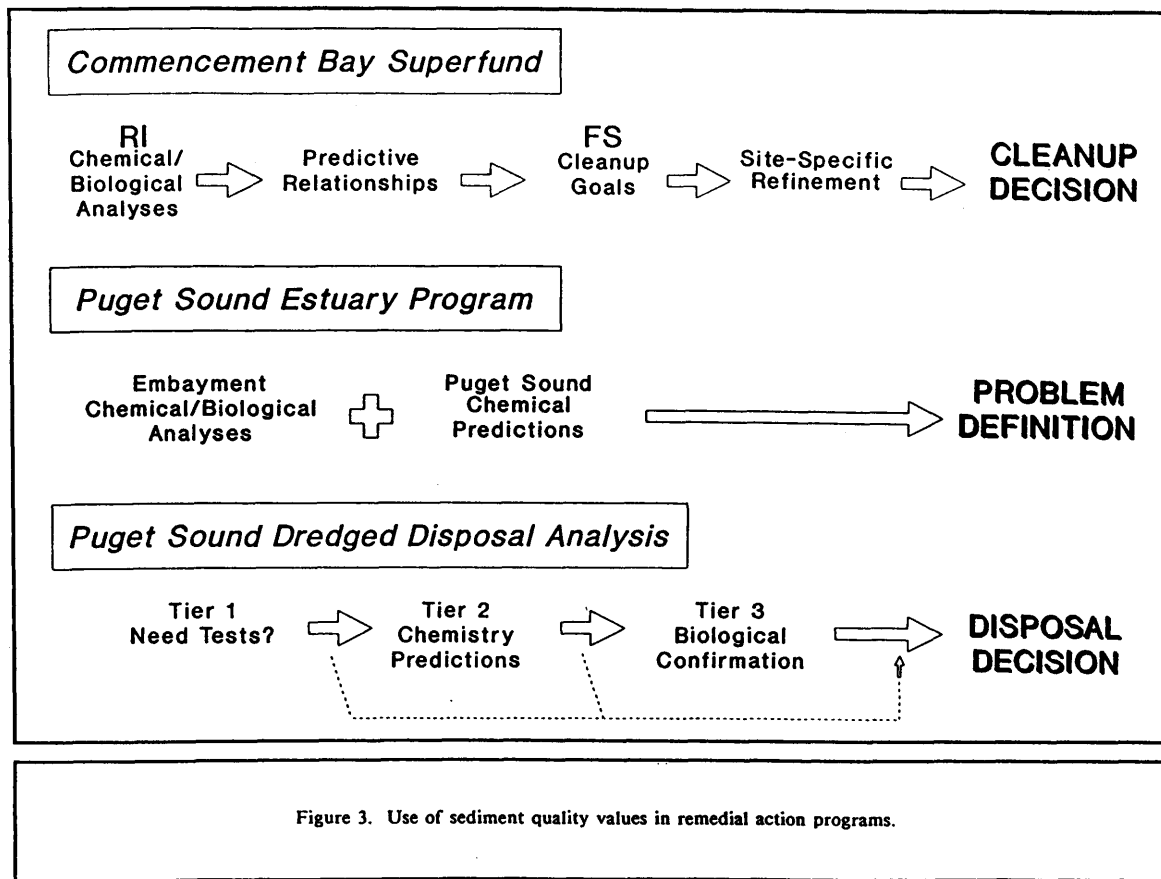 Commencement Bay Superfund
RI
Chemical/
Biological
Analyses
Predictive
Relationships
FS
Cleanup
Goals
Site-Specific
Refinement
CLEANUP
DECISION
Puget Sound Estuary Program
Embayment
Chemical/Biological
Analyses
Puget Sound
Chemical
Predictions
PROBLEM
DEFINITION
Puget Sound Dredged Disposal Analysis
Tier 1
Need Tests?
Tier 2
Chemistry
Predictions
Tier 3
Biological
Confirmation
DISPOSAL
DECISION
Figure 3. Use of sediment quality values in remedial action programs.